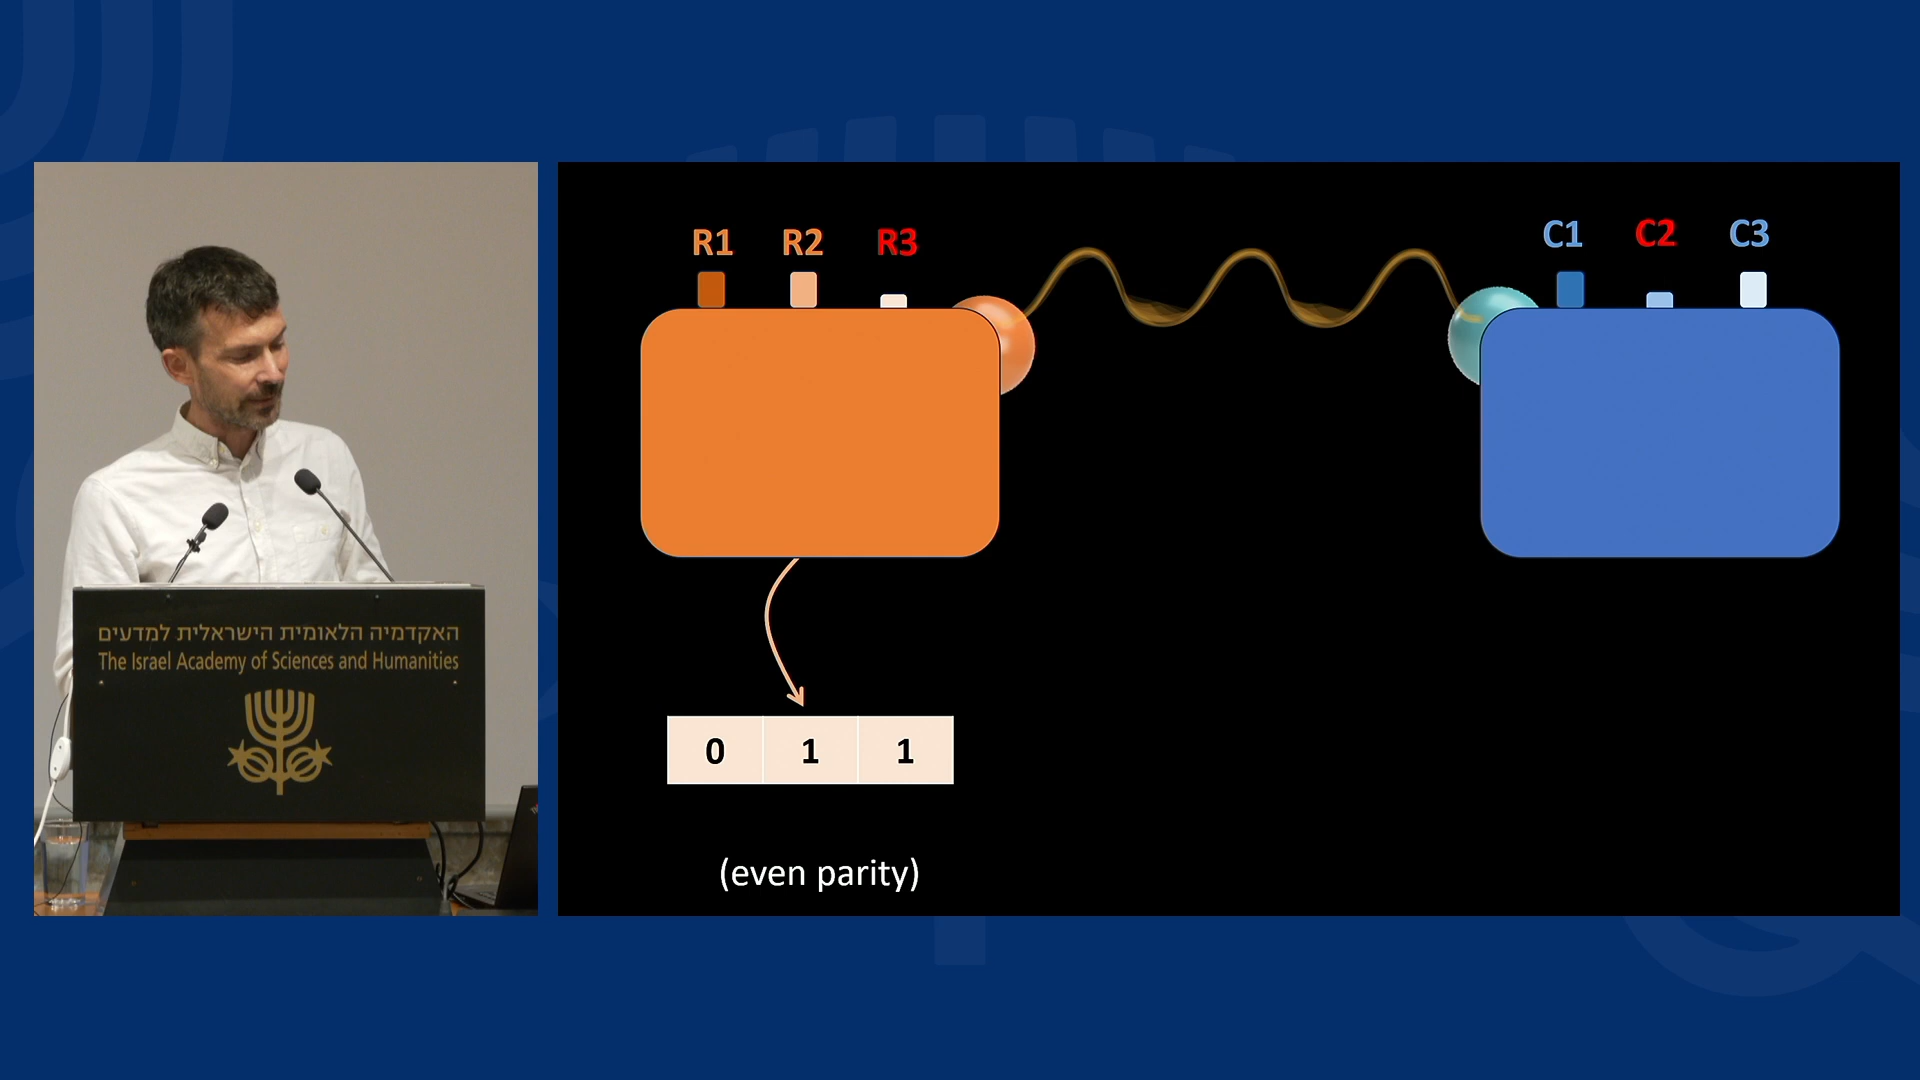 האקדמיה הלאומית הישראלית למדעים
The Israel Academy of Sciences and Humanities
R1 R2 R3
C1 C2 C3
0 1 1
(even parity)